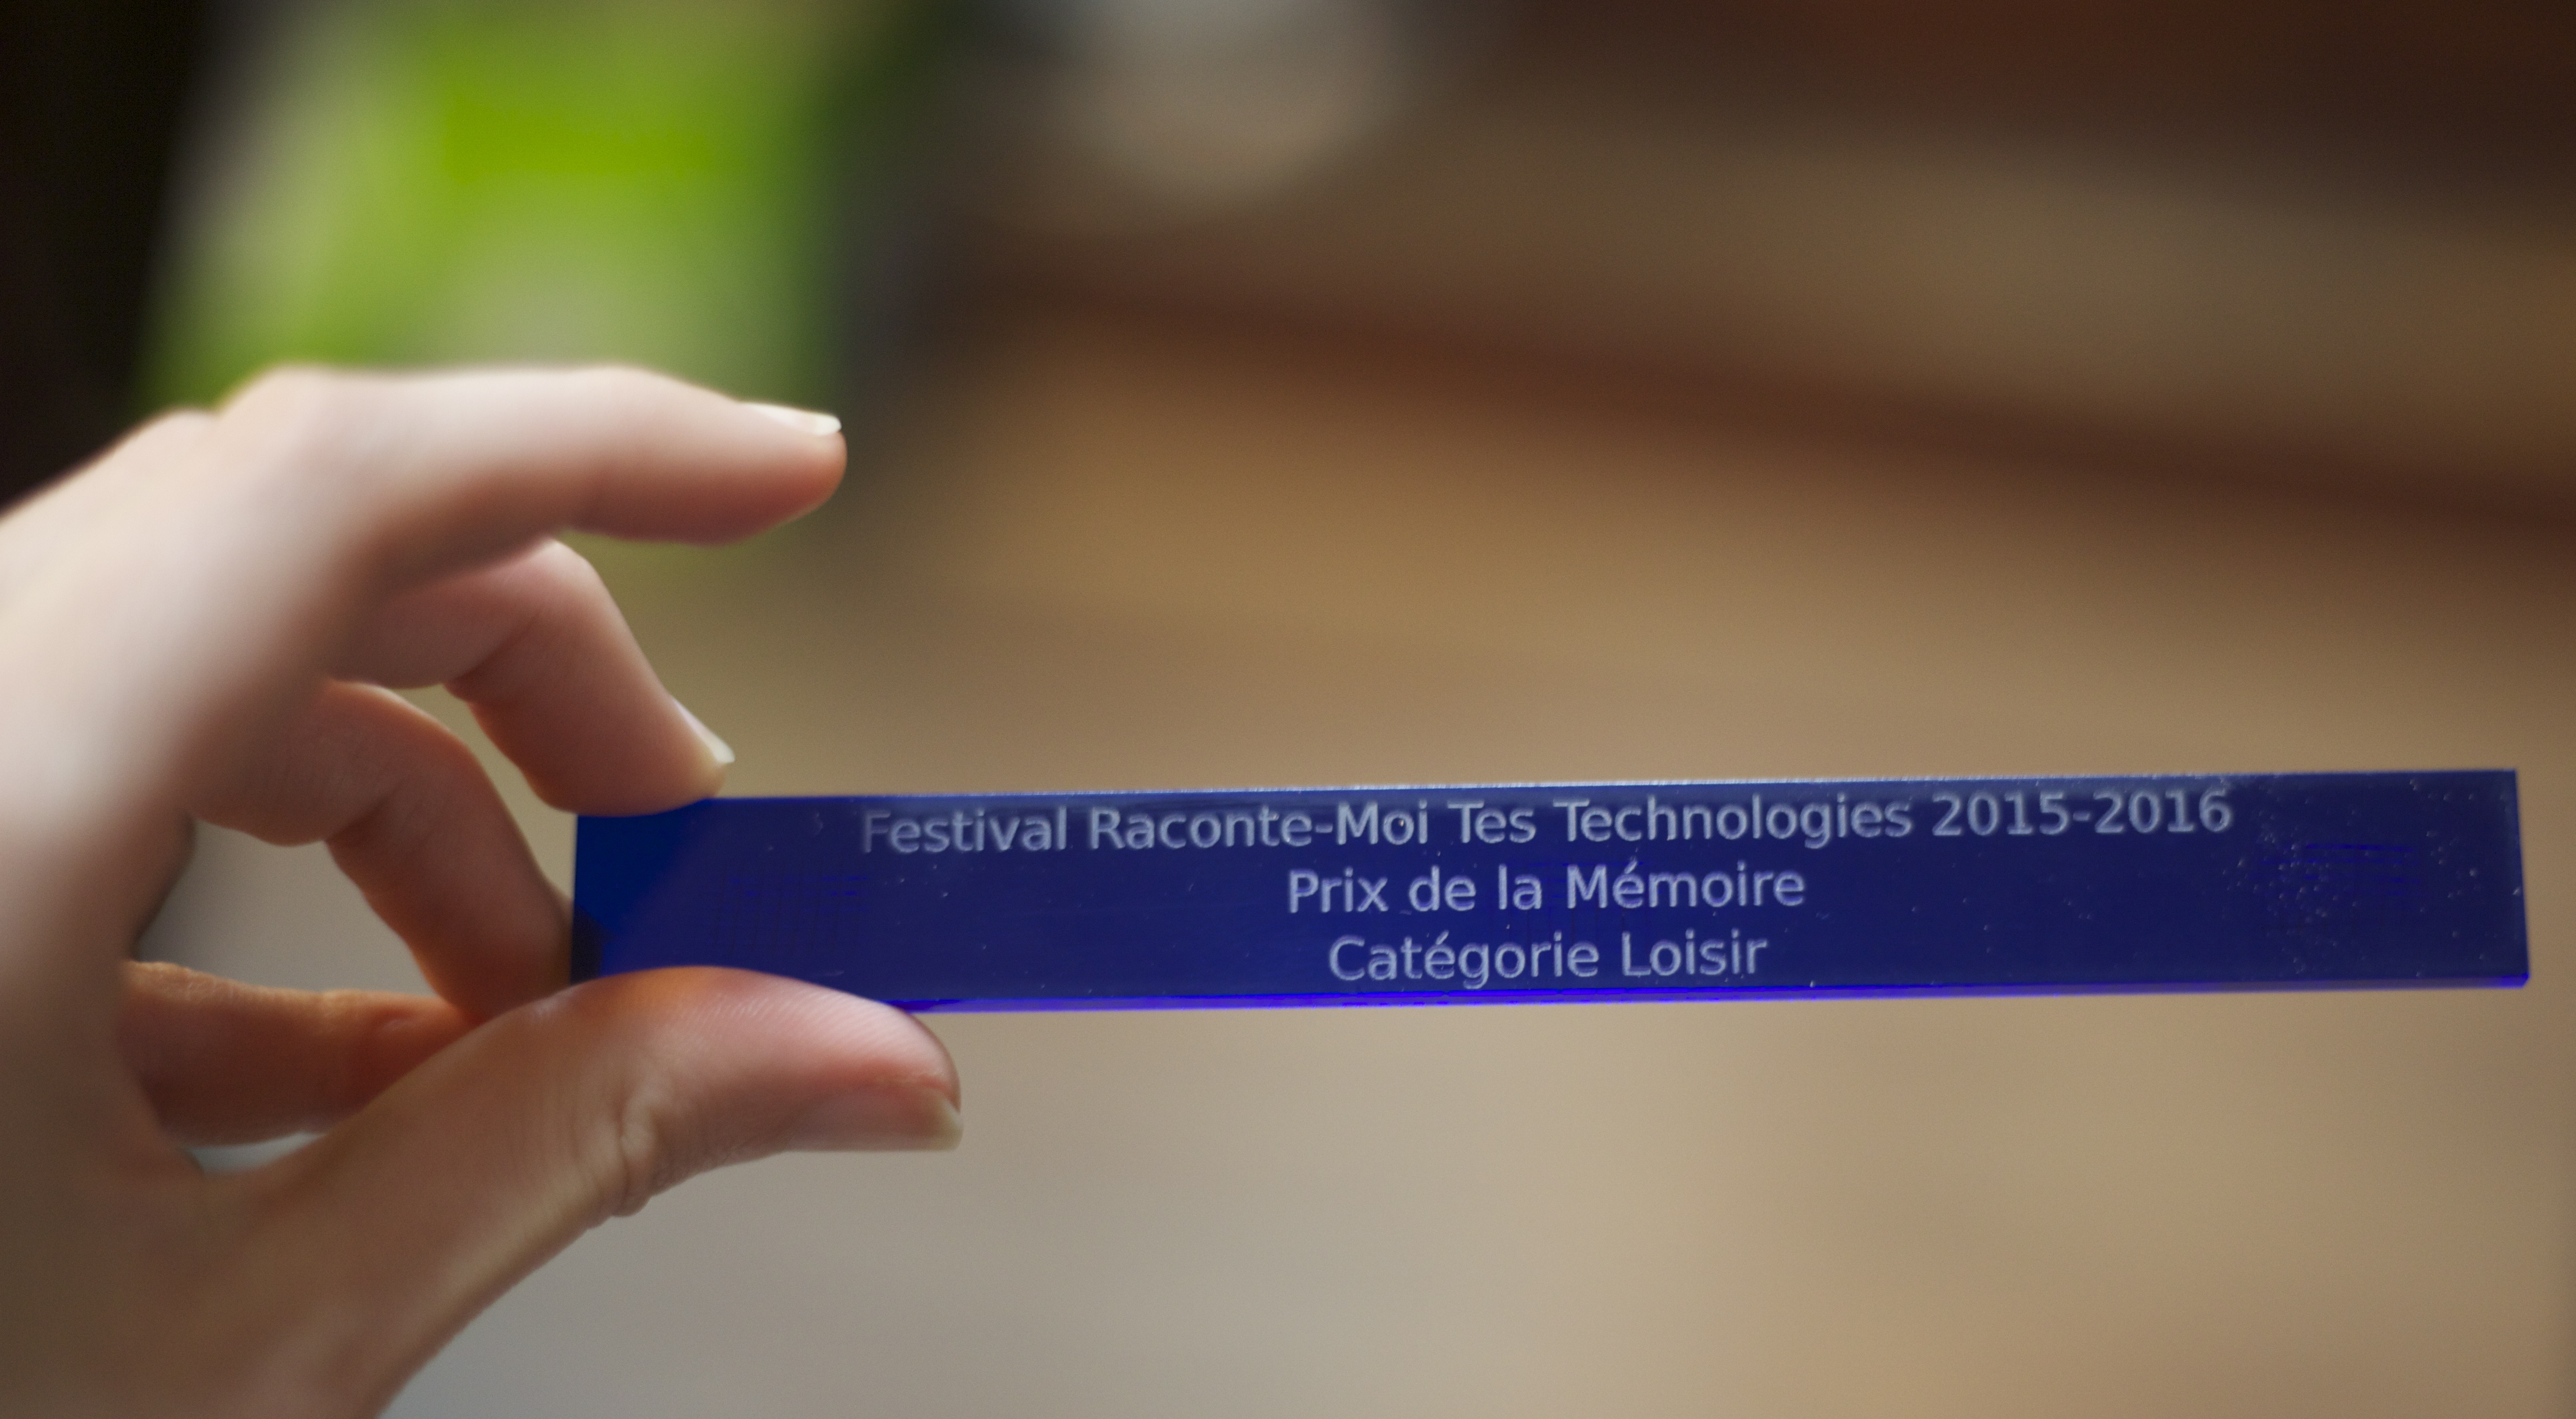 Festival Raconte-Moi Tes Technologies 2015-2016
Prix de la Mémoire
Catégorie Loisir